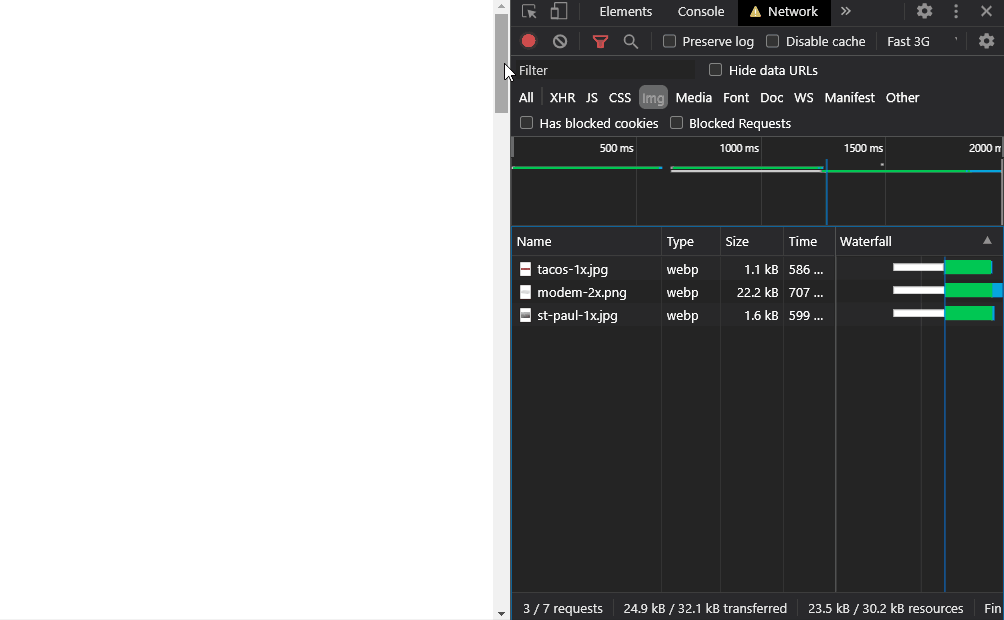 Elements Console Network »
Preserve log Disable cache Fast 3G
Filter Hide data URLs
All XHR JS CSS Img Media Font Doc WS Manifest Other
Has blocked cookies Blocked Requests
500 ms 1000 ms 1500 ms 2000 m
Name Type Size Time Waterfall
tacos-1x.jpg webp 1.1 kB 586 ...
modem-2x.png webp 22.2 kB 707 ...
st-paul-1x.jpg webp 1.6 kB 599 ...
3 / 7 requests 24.9 kB / 32.1 kB transferred 23.5 kB / 30.2 kB resources Fin